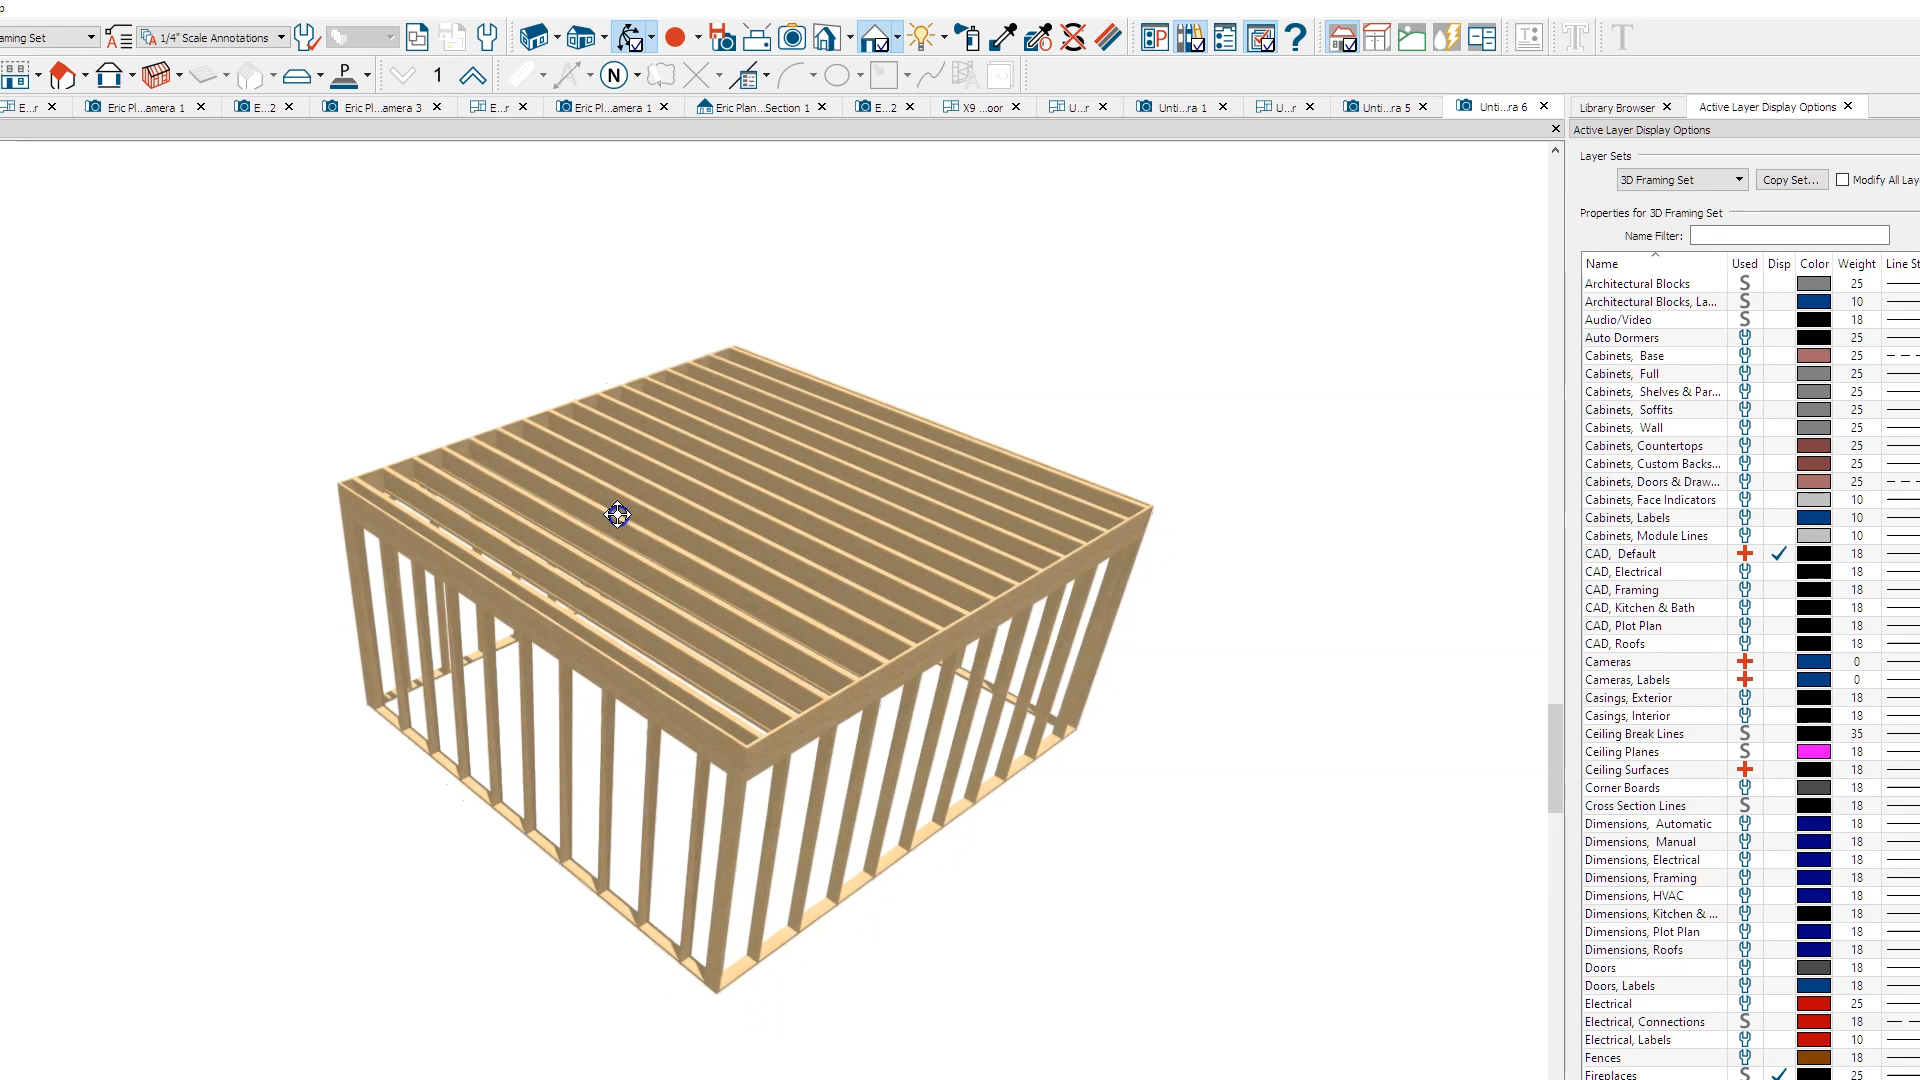 p
aming Set
1/4" Scale Annotations
P
1
N
E...r
Eric Pl...amera 1
E...2
Eric Pl...amera 3
E...r
Eric Pl...amera 1
Eric Plan...Section 1
E...2
X9 ...oor
U...r
Unti...ra 1
U...r
Unti...ra 5
Unti...ra 6
Library Browser
Active Layer Display Options
Active Layer Display Options
Layer Sets
3D Framing Set
Copy Set...
Modify All Lay
Properties for 3D Framing Set
Name Filter:
Name Used Disp Color Weight Line St
Architectural Blocks S 25
Architectural Blocks, La... S 10
Audio/Video S 18
Auto Dormers 25
Cabinets, Base 25
Cabinets, Full 25
Cabinets, Shelves & Par... 25
Cabinets, Soffits 25
Cabinets, Wall 25
Cabinets, Countertops 25
Cabinets, Custom Backs... 25
Cabinets, Doors & Draw... 25
Cabinets, Face Indicators 10
Cabinets, Labels 10
Cabinets, Module Lines 10
CAD, Default 18
CAD, Electrical 18
CAD, Framing 18
CAD, Kitchen & Bath 18
CAD, Plot Plan 18
CAD, Roofs 18
Cameras 0
Cameras, Labels 0
Casings, Exterior 18
Casings, Interior 18
Ceiling Break Lines S 35
Ceiling Planes S 18
Ceiling Surfaces 18
Corner Boards 18
Cross Section Lines S 18
Dimensions, Automatic 18
Dimensions, Manual 18
Dimensions, Electrical 18
Dimensions, Framing 18
Dimensions, HVAC 18
Dimensions, Kitchen & ... 18
Dimensions, Plot Plan 18
Dimensions, Roofs 18
Doors 18
Doors, Labels 18
Electrical 25
Electrical, Connections S 18
Electrical, Labels 10
Fences 18
Fireplaces S 25